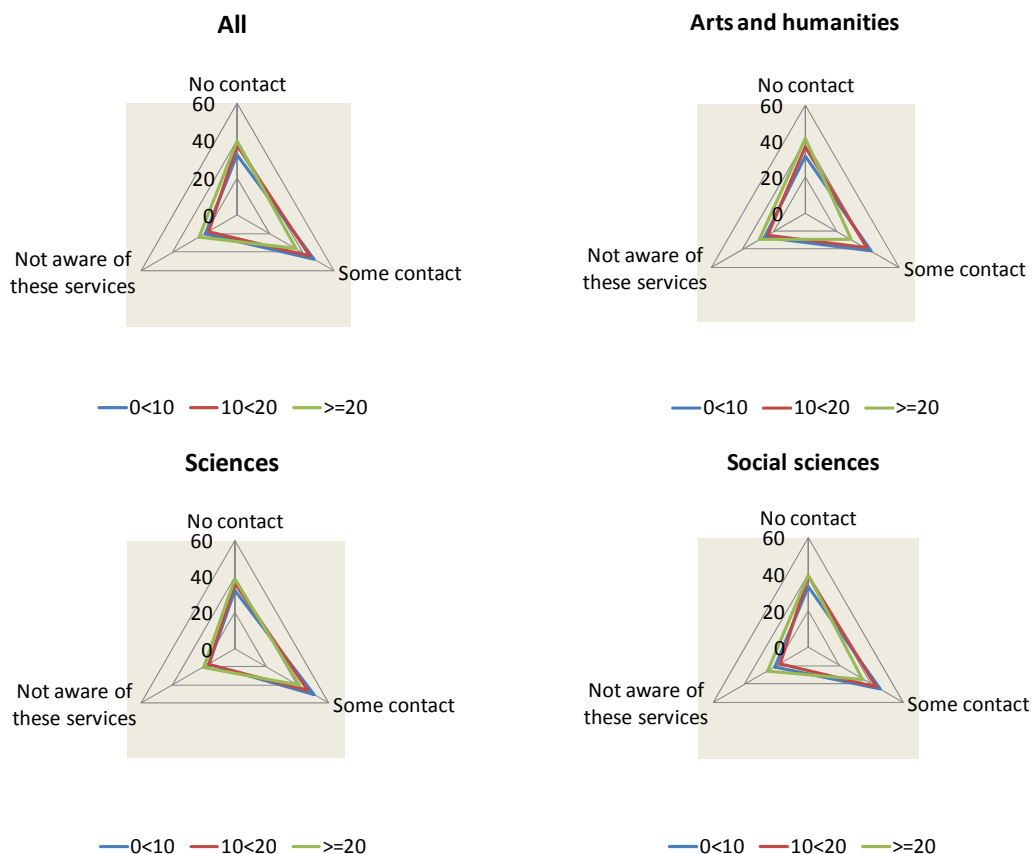 All
No contact
60
40
20
0
Not aware of
these services
Some contact
0<10 10<20 >=20
Arts and humanities
No contact
60
40
20
0
Not aware of
these services
Some contact
0<10 10<20 >=20
Sciences
No contact
60
40
20
0
Not aware of
these services
Some contact
0<10 10<20 >=20
Social sciences
No contact
60
40
20
0
Not aware of
these services
Some contact
0<10 10<20 >=20